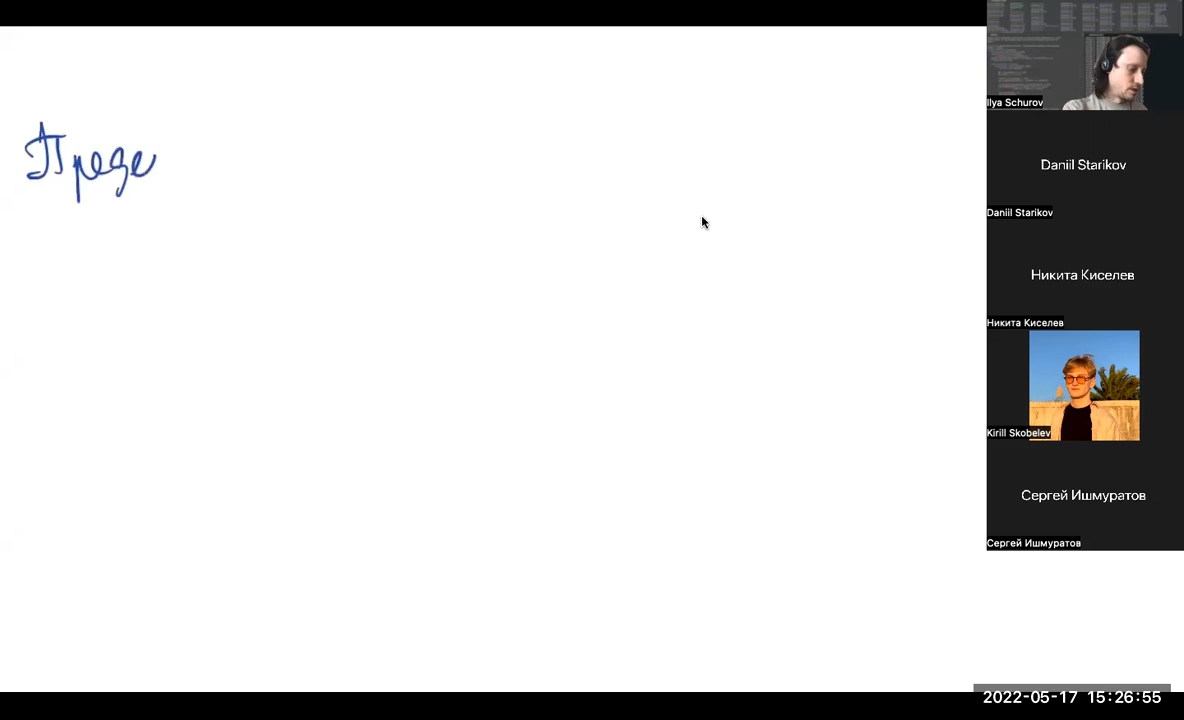 Преде
Ilya Schurov
Daniil Starikov
Daniil Starikov
Никита Киселев
Никита Киселев
Kirill Skobelev
Сергей Ишмуратов
Сергей Ишмуратов
2022-05-17 15:26:55